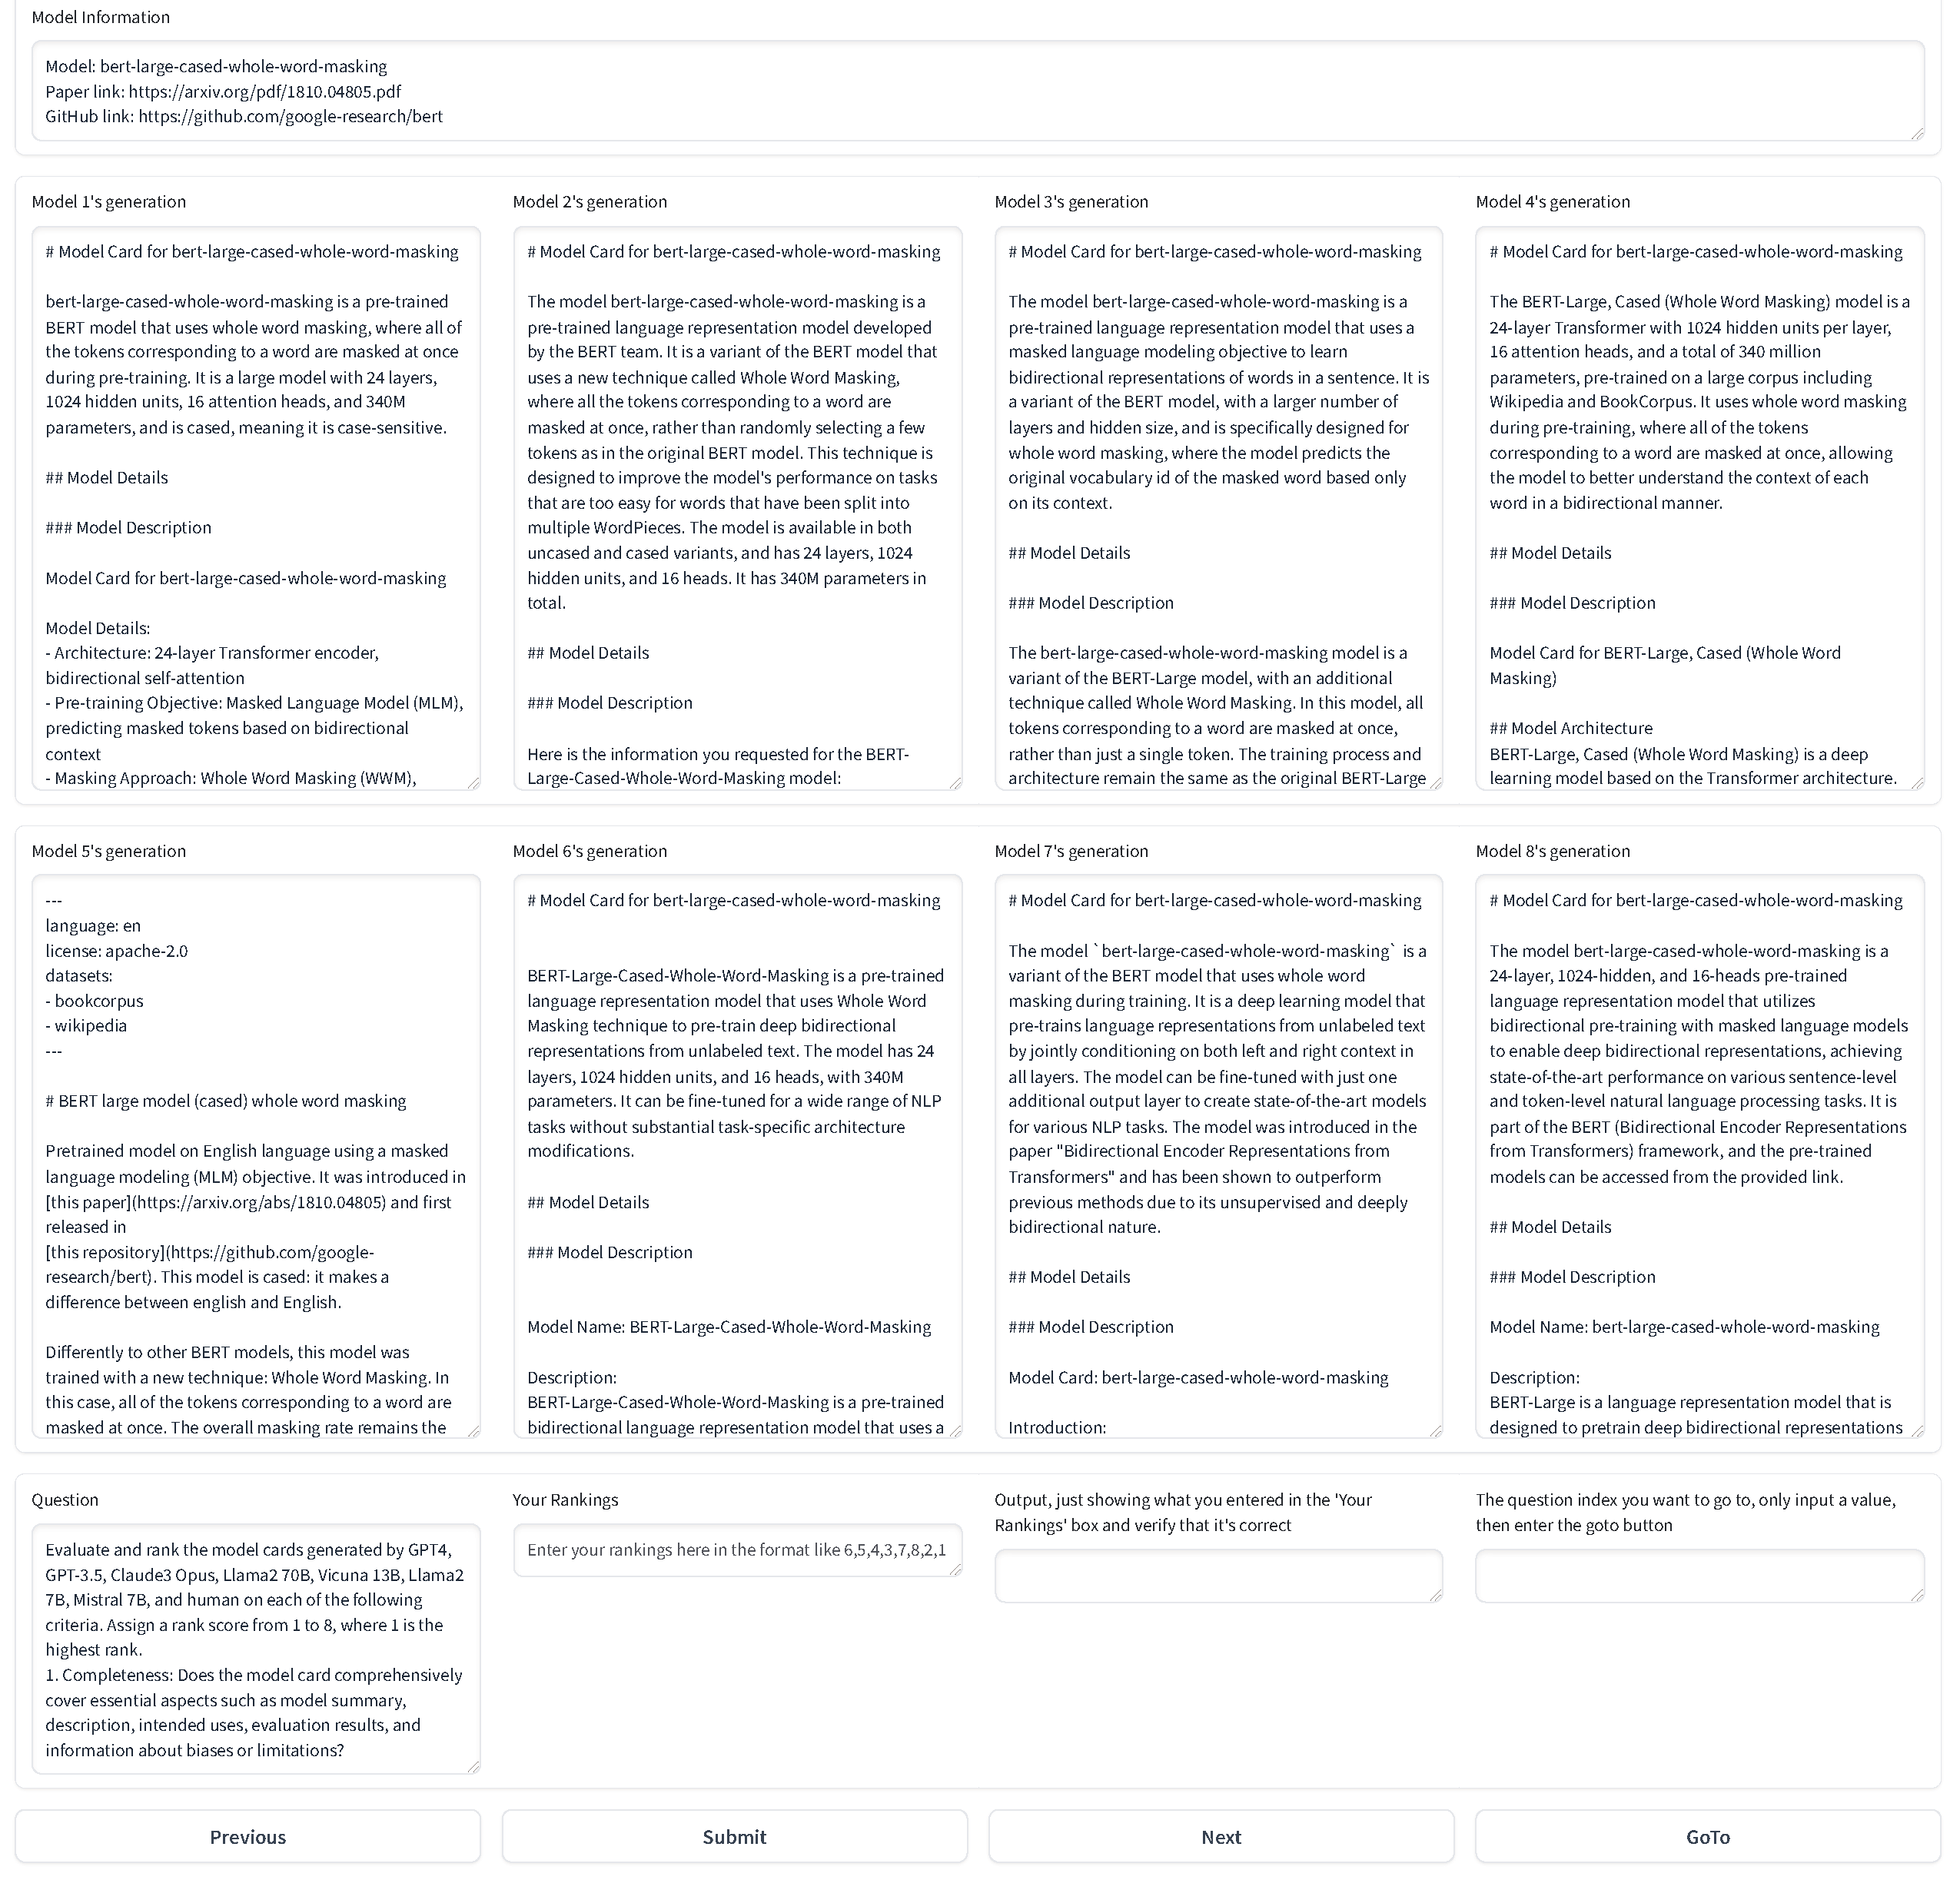 Model Information
Model: bert-large-cased-whole-word-masking
Paper link: https://arxiv.org/pdf/1810.04805.pdf
GitHub link: https://github.com/google-research/bert
Model 1's generation
# Model Card for bert-large-cased-whole-word-masking
bert-large-cased-whole-word-masking is a pre-trained
BERT model that uses whole word masking, where all of
the tokens corresponding to a word are masked at once
during pre-training. It is a large model with 24 layers,
1024 hidden units, 16 attention heads, and 340M
parameters, and is cased, meaning it is case-sensitive.
## Model Details
### Model Description
Model Card for bert-large-cased-whole-word-masking
Model Details:
- Architecture: 24-layer Transformer encoder,
bidirectional self-attention
- Pre-training Objective: Masked Language Model (MLM),
predicting masked tokens based on bidirectional
context
- Masking Approach: Whole Word Masking (WWM),
Model 2's generation
# Model Card for bert-large-cased-whole-word-masking
The model bert-large-cased-whole-word-masking is a
pre-trained language representation model developed
by the BERT team. It is a variant of the BERT model that
uses a new technique called Whole Word Masking,
where all the tokens corresponding to a word are
masked at once, rather than randomly selecting a few
tokens as in the original BERT model. This technique is
designed to improve the model's performance on tasks
that are too easy for words that have been split into
multiple WordPieces. The model is available in both
uncased and cased variants, and has 24 layers, 1024
hidden units, and 16 heads. It has 340M parameters in
total.
## Model Details
### Model Description
Here is the information you requested for the BERT-
Large-Cased-Whole-Word-Masking model:
Model 3's generation
# Model Card for bert-large-cased-whole-word-masking
The model bert-large-cased-whole-word-masking is a
pre-trained language representation model that uses a
masked language modeling objective to learn
bidirectional representations of words in a sentence. It is
a variant of the BERT model, with a larger number of
layers and hidden size, and is specifically designed for
whole word masking, where the model predicts the
original vocabulary id of the masked word based only
on its context.
## Model Details
### Model Description
The bert-large-cased-whole-word-masking model is a
variant of the BERT-Large model, with an additional
technique called Whole Word Masking. In this model, all
tokens corresponding to a word are masked at once,
rather than just a single token. The training process and
architecture remain the same as the original BERT-Large
Model 4's generation
# Model Card for bert-large-cased-whole-word-masking
The BERT-Large, Cased (Whole Word Masking) model is a
24-layer Transformer with 1024 hidden units per layer,
16 attention heads, and a total of 340 million
parameters, pre-trained on a large corpus including
Wikipedia and BookCorpus. It uses whole word masking
during pre-training, where all of the tokens
corresponding to a word are masked at once, allowing
the model to better understand the context of each
word in a bidirectional manner.
## Model Details
### Model Description
Model Card for BERT-Large, Cased (Whole Word
Masking)
## Model Architecture
BERT-Large, Cased (Whole Word Masking) is a deep
learning model based on the Transformer architecture.
Model 5's generation
---
language: en
license: apache-2.0
datasets:
- bookcorpus
- wikipedia
---
# BERT large model (cased) whole word masking
Pretrained model on English language using a masked
language modeling (MLM) objective. It was introduced in
[this paper](https://arxiv.org/abs/1810.04805) and first
released in
[this repository](https://github.com/google-
research/bert). This model is cased: it makes a
difference between english and English.
Differently to other BERT models, this model was
trained with a new technique: Whole Word Masking. In
this case, all of the tokens corresponding to a word are
masked at once. The overall masking rate remains the
Model 6's generation
# Model Card for bert-large-cased-whole-word-masking
BERT-Large-Cased-Whole-Word-Masking is a pre-trained
language representation model that uses Whole Word
Masking technique to pre-train deep bidirectional
representations from unlabeled text. The model has 24
layers, 1024 hidden units, and 16 heads, with 340M
parameters. It can be fine-tuned for a wide range of NLP
tasks without substantial task-specific architecture
modifications.
## Model Details
### Model Description
Model Name: BERT-Large-Cased-Whole-Word-Masking
Description:
BERT-Large-Cased-Whole-Word-Masking is a pre-trained
bidirectional language representation model that uses a
Model 7's generation
# Model Card for bert-large-cased-whole-word-masking
The model `bert-large-cased-whole-word-masking` is a
variant of the BERT model that uses whole word
masking during training. It is a deep learning model that
pre-trains language representations from unlabeled text
by jointly conditioning on both left and right context in
all layers. The model can be fine-tuned with just one
additional output layer to create state-of-the-art models
for various NLP tasks. The model was introduced in the
paper "Bidirectional Encoder Representations from
Transformers" and has been shown to outperform
previous methods due to its unsupervised and deeply
bidirectional nature.
## Model Details
### Model Description
Model Card: bert-large-cased-whole-word-masking
Introduction:
Model 8's generation
# Model Card for bert-large-cased-whole-word-masking
The model bert-large-cased-whole-word-masking is a
24-layer, 1024-hidden, and 16-heads pre-trained
language representation model that utilizes
bidirectional pre-training with masked language models
to enable deep bidirectional representations, achieving
state-of-the-art performance on various sentence-level
and token-level natural language processing tasks. It is
part of the BERT (Bidirectional Encoder Representations
from Transformers) framework, and the pre-trained
models can be accessed from the provided link.
## Model Details
### Model Description
Model Name: bert-large-cased-whole-word-masking
Description:
BERT-Large is a language representation model that is
designed to pretrain deep bidirectional representations
Question
Evaluate and rank the model cards generated by GPT4,
GPT-3.5, Claude3 Opus, Llama2 70B, Vicuna 13B, Llama2
7B, Mistral 7B, and human on each of the following
criteria. Assign a rank score from 1 to 8, where 1 is the
highest rank.
1. Completeness: Does the model card comprehensively
cover essential aspects such as model summary,
description, intended uses, evaluation results, and
information about biases or limitations?
Your Rankings
Enter your rankings here in the format like 6,5,4,3,7,8,2,1
Output, just showing what you entered in the 'Your
Rankings' box and verify that it's correct
The question index you want to go to, only input a value,
then enter the goto button
Previous
Submit
Next
GoTo